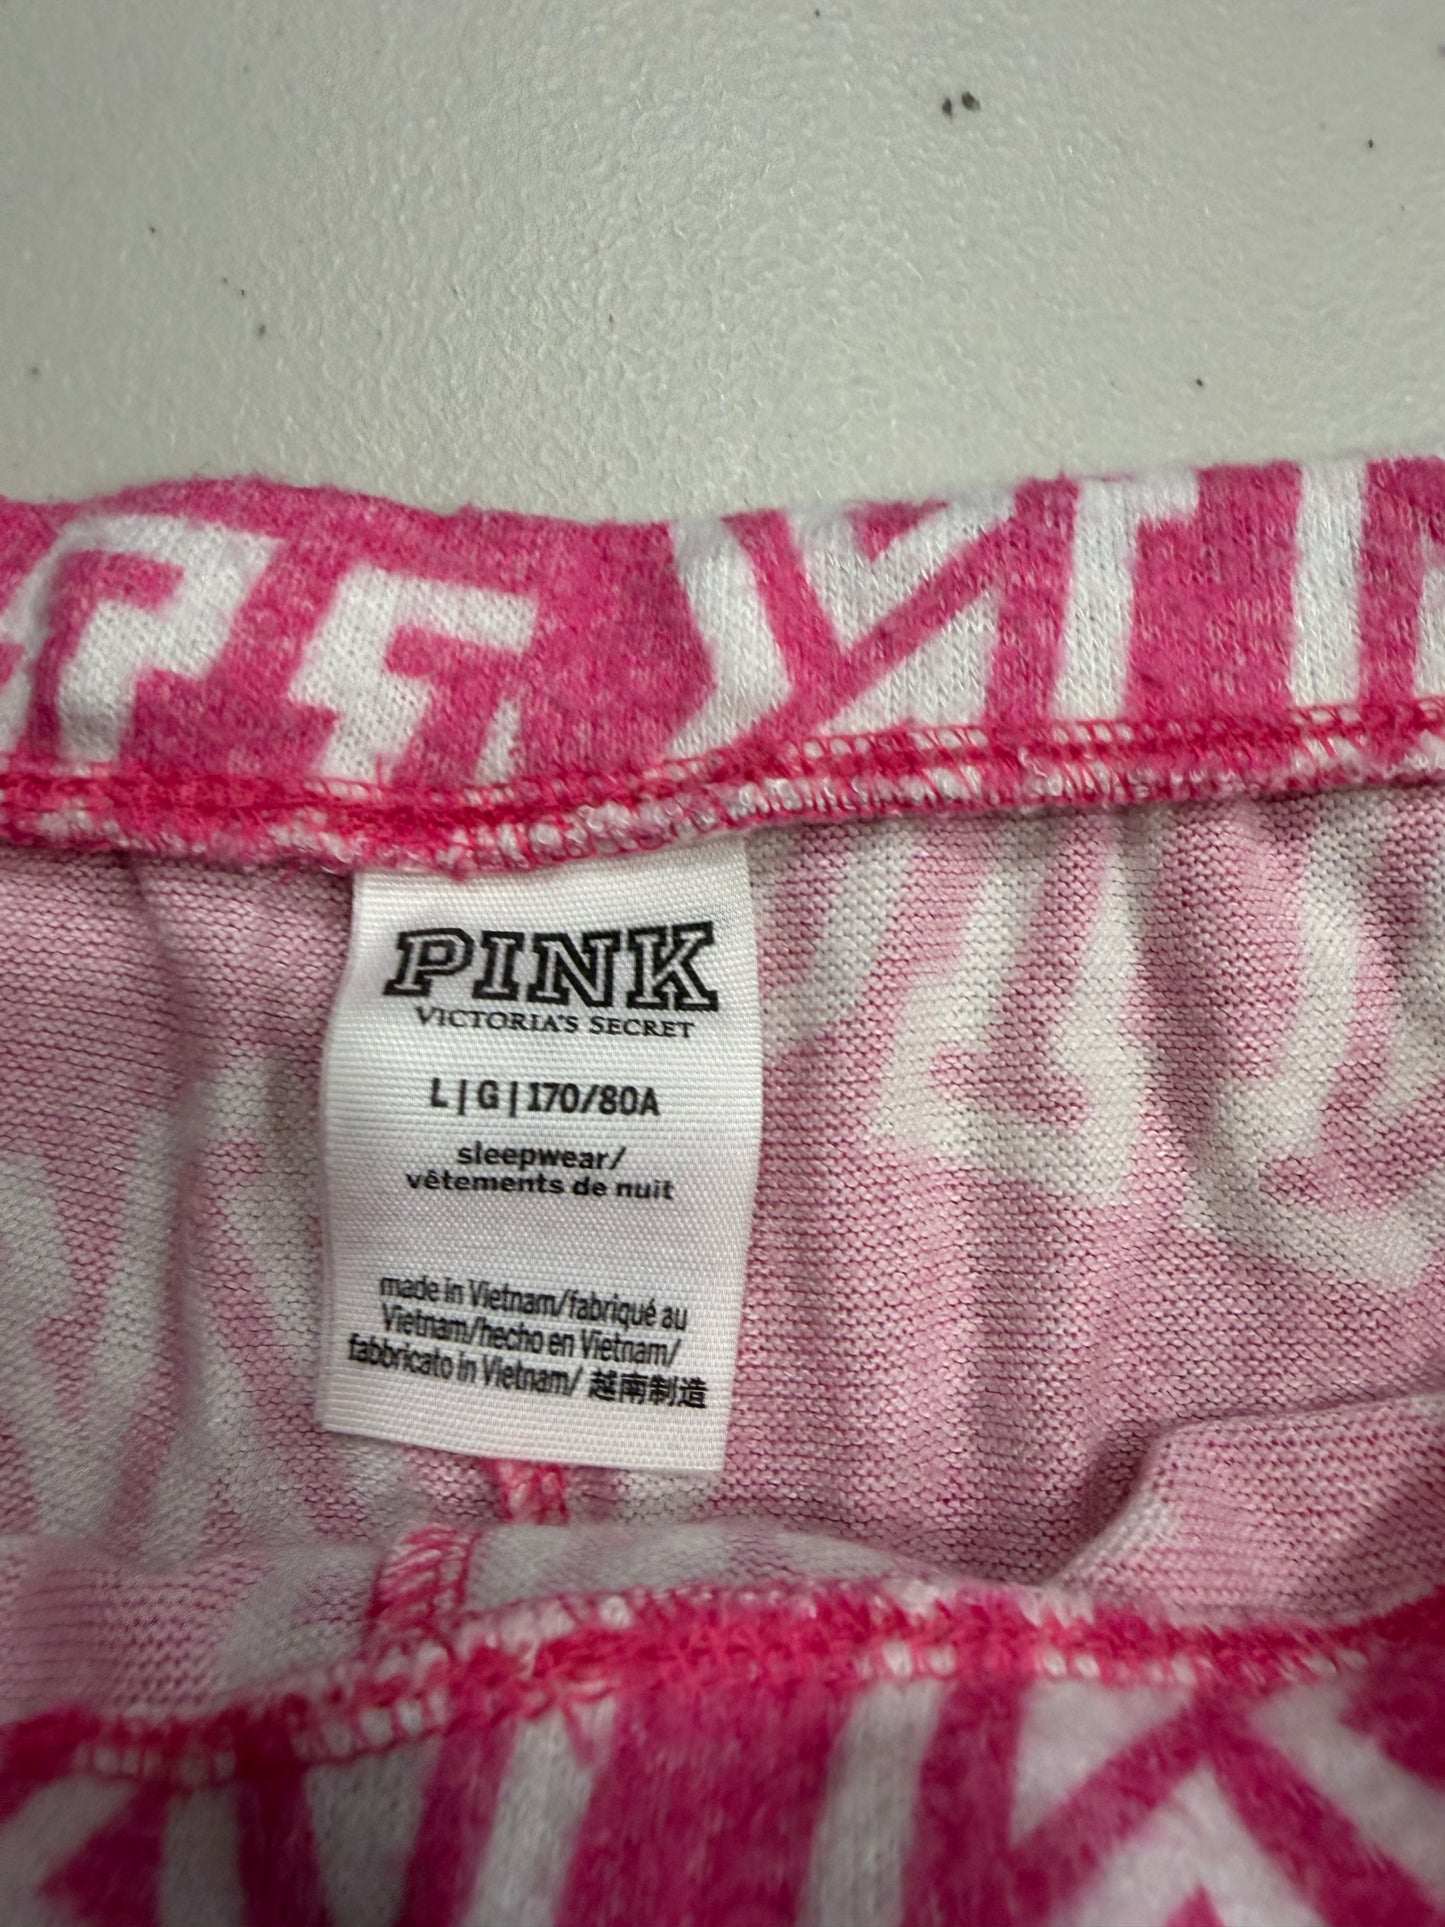 PINK
VICTORIA'S SECRET
L | G | 170/80A
sleepwear/
vêtements de nuit
made in Vietnam/fabriqué au
Vietnam/hecho en Vietnam/
fabbricato in Vietnam/ 越南制造